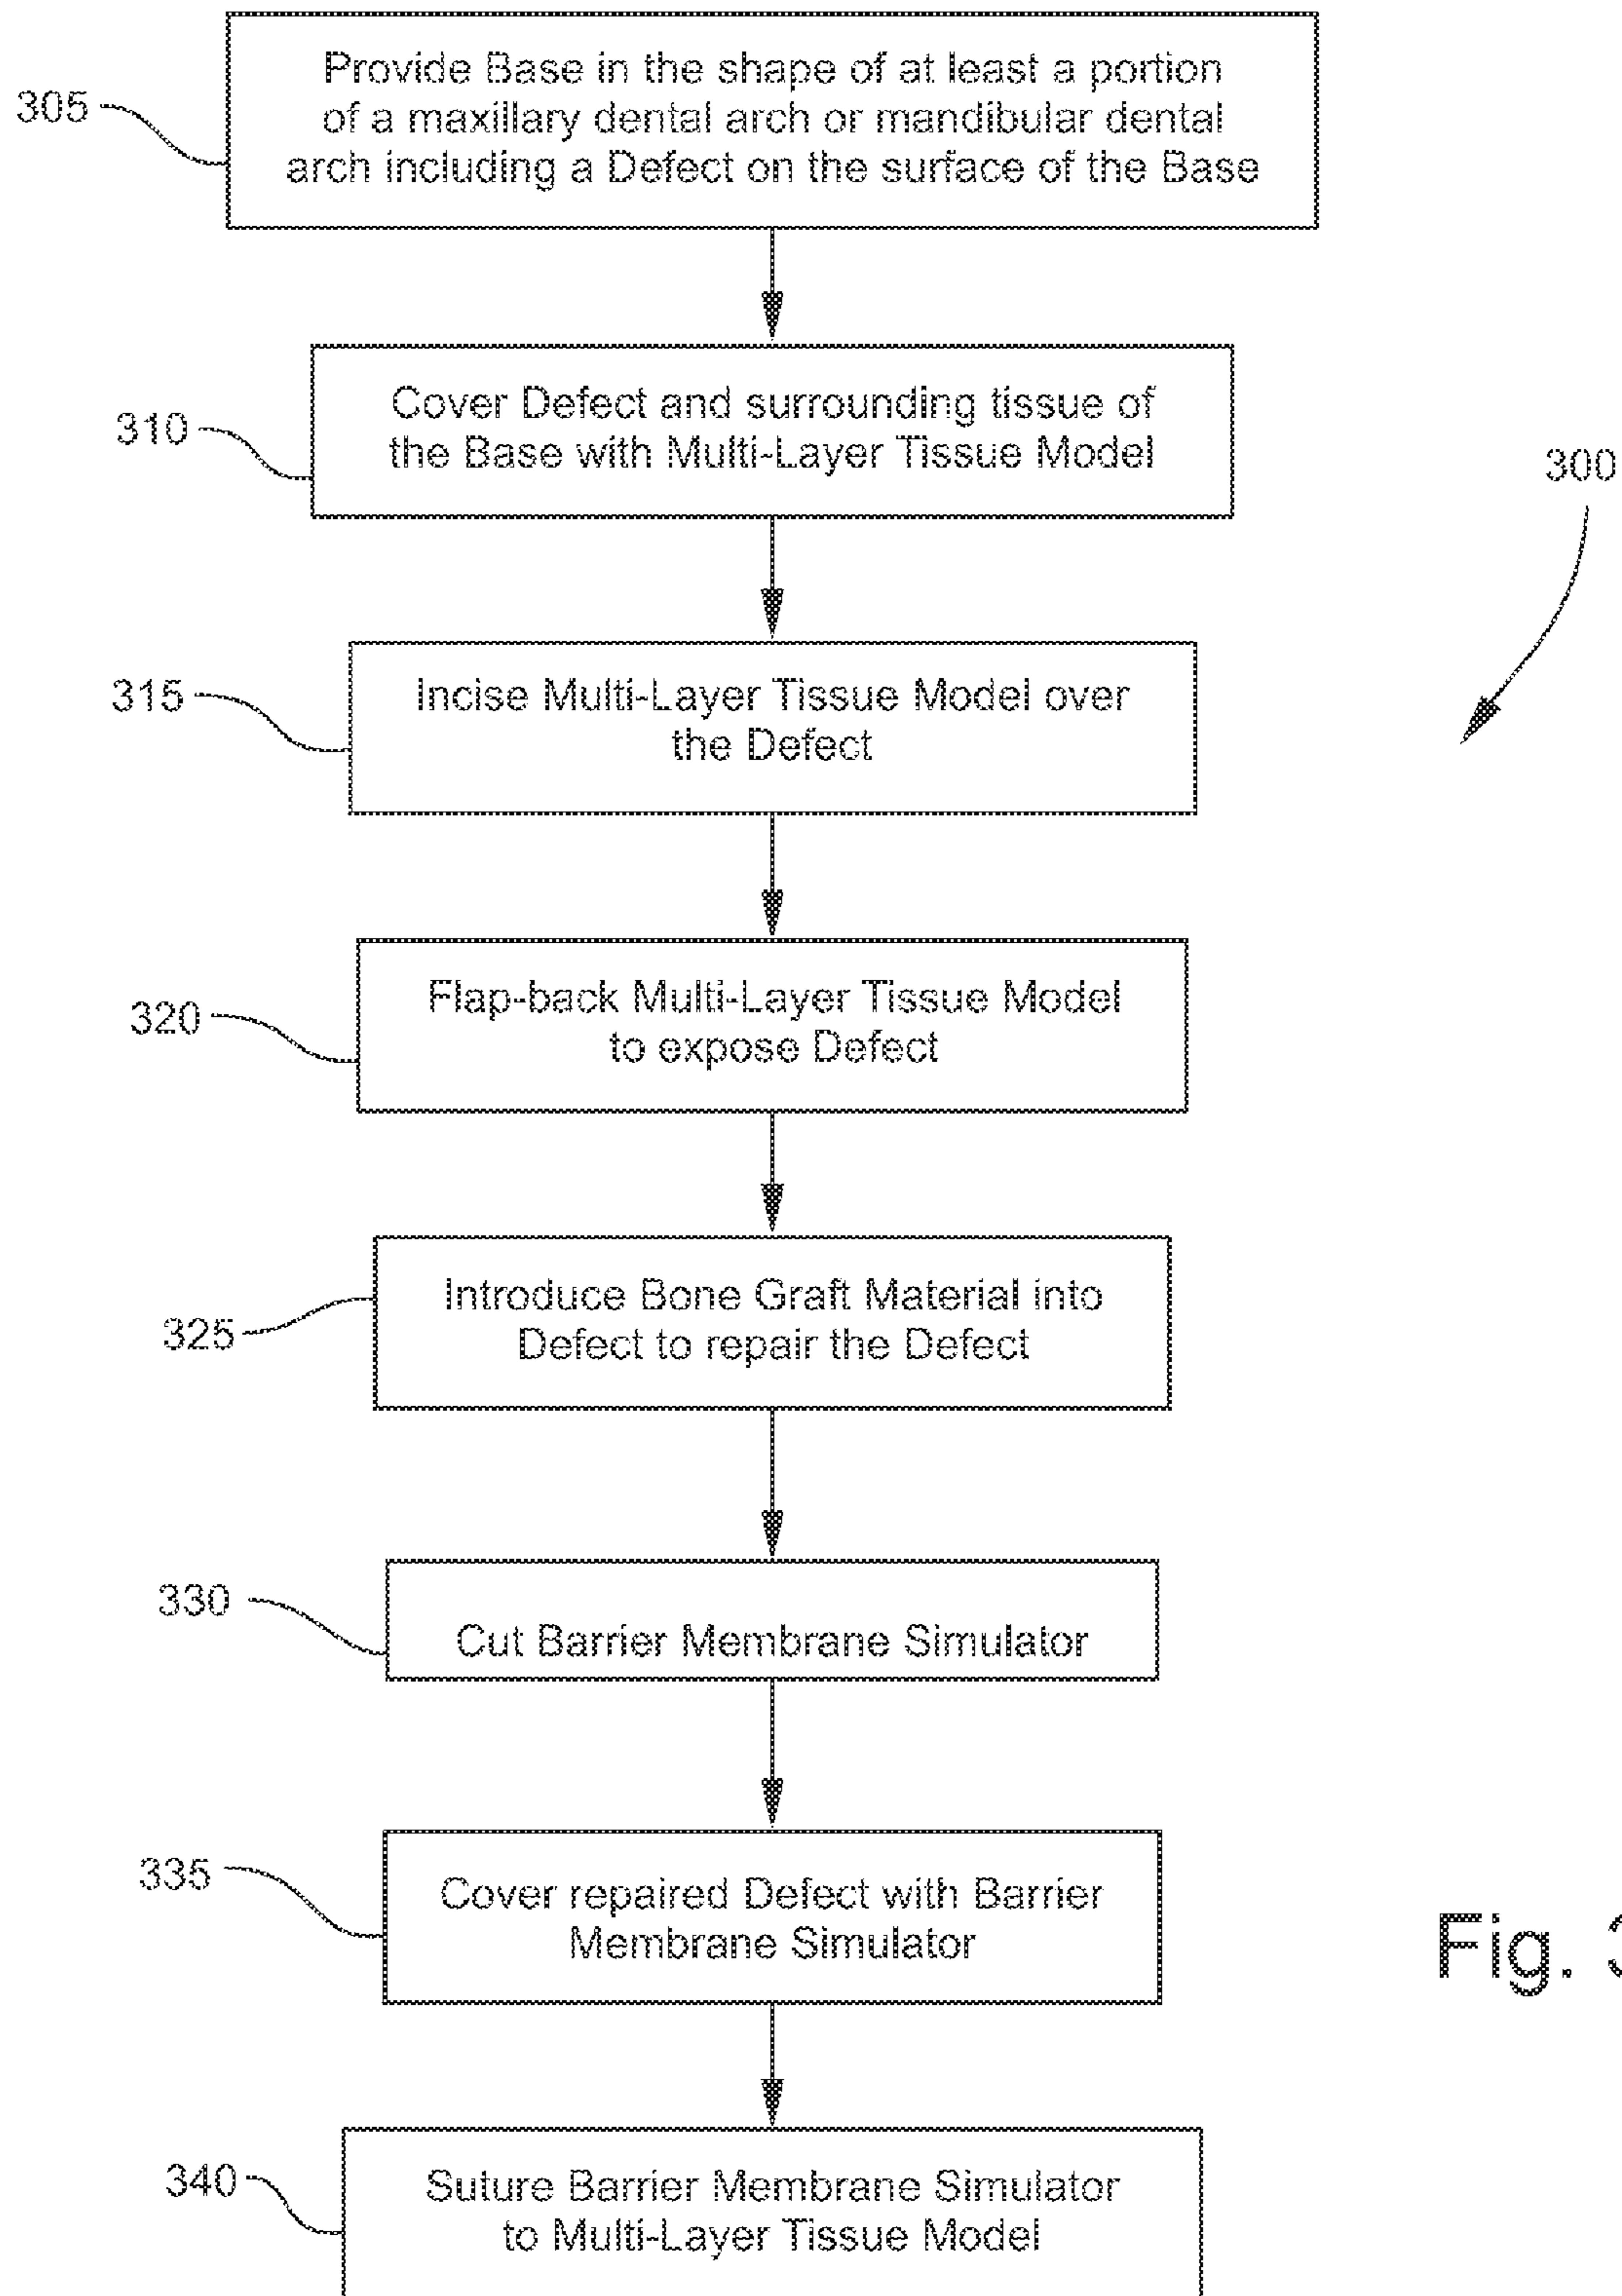 305
Provide Base in the shape of at least a portion
of a maxillary dental arch or mandibular dental
arch including a Defect on the surface of the Base
310
Cover Defect and surrounding tissue of
the Base with Multi-Layer Tissue Model
300
315
Incise Multi-Layer Tissue Model over
the Defect
320
Flap-back Multi-Layer Tissue Model
to expose Defect
325
Introduce Bone Graft Material into
Defect to repair the Defect
330
Cut Barrier Membrane Simulator
335
Cover repaired Defect with Barrier
Membrane Simulator
Fig.
340
Suture Barrier Membrane Simulator
to Multi-Layer Tissue Model